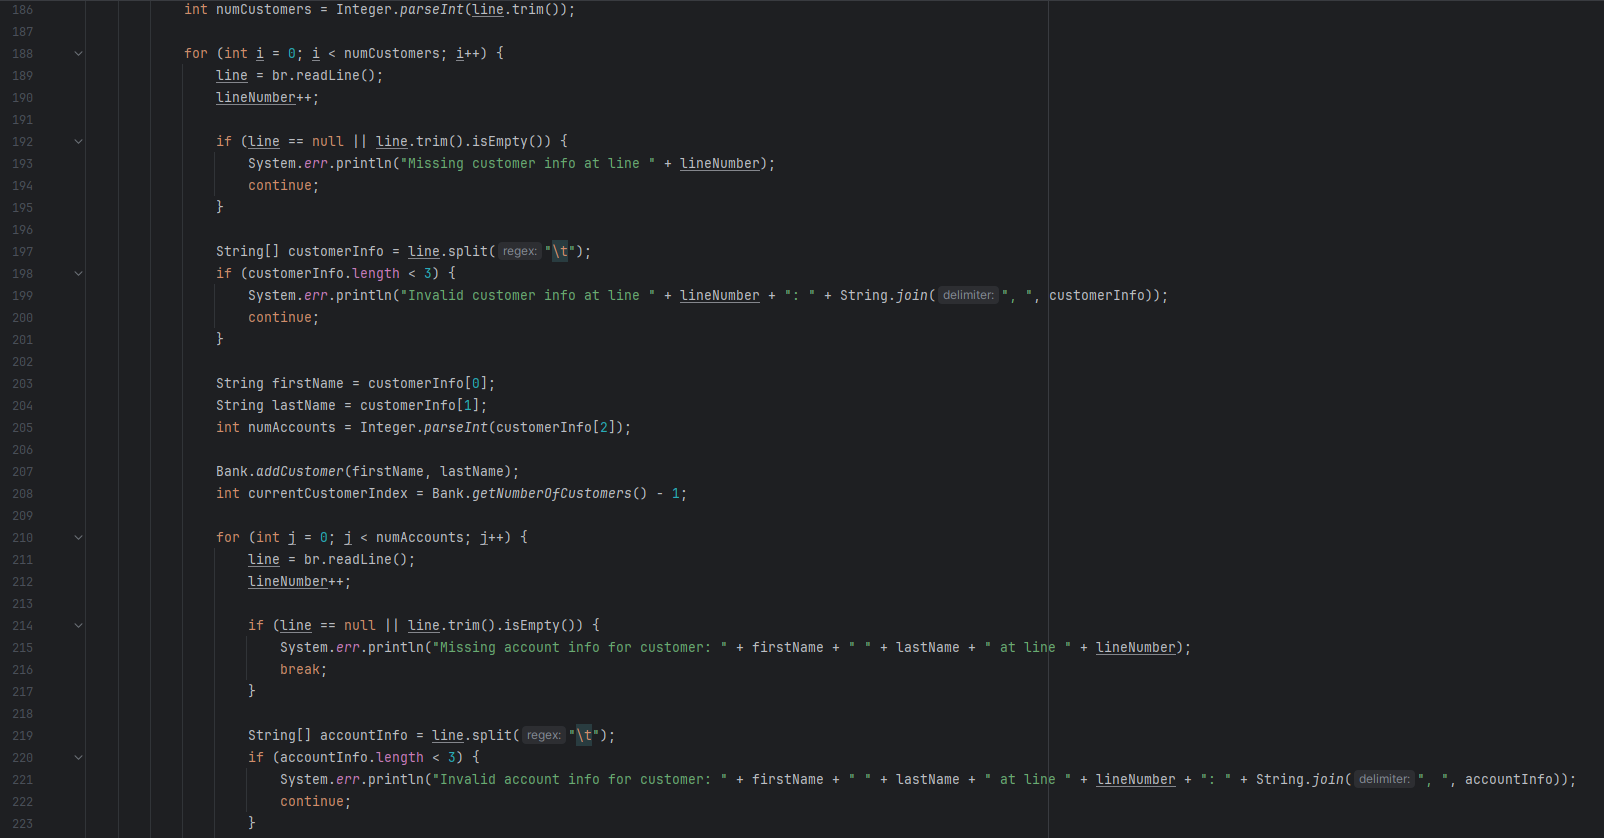 186 int numCustomers = Integer.parseInt(line.trim());
187
188 for (int i = 0; i < numCustomers; i++) {
189 line = br.readLine();
190 lineNumber++;
191
192 if (line == null || line.trim().isEmpty()) {
193 System.err.println("Missing customer info at line " + lineNumber);
194 continue;
195 }
196
197 String[] customerInfo = line.split( regex: "\t");
198 if (customerInfo.length < 3) {
199 System.err.println("Invalid customer info at line " + lineNumber + ": " + String.join( delimiter: ", ", customerInfo));
200 continue;
201 }
202
203 String firstName = customerInfo[0];
204 String lastName = customerInfo[1];
205 int numAccounts = Integer.parseInt(customerInfo[2]);
206
207 Bank.addCustomer(firstName, lastName);
208 int currentCustomerIndex = Bank.getNumberOfCustomers() - 1;
209
210 for (int j = 0; j < numAccounts; j++) {
211 line = br.readLine();
212 lineNumber++;
213
214 if (line == null || line.trim().isEmpty()) {
215 System.err.println("Missing account info for customer: " + firstName + " " + lastName + " at line " + lineNumber);
216 break;
217 }
218
219 String[] accountInfo = line.split( regex: "\t");
220 if (accountInfo.length < 3) {
221 System.err.println("Invalid account info for customer: " + firstName + " " + lastName + " at line " + lineNumber + ": " + String.join( delimiter: ", ", accountInfo));
222 continue;
223 }